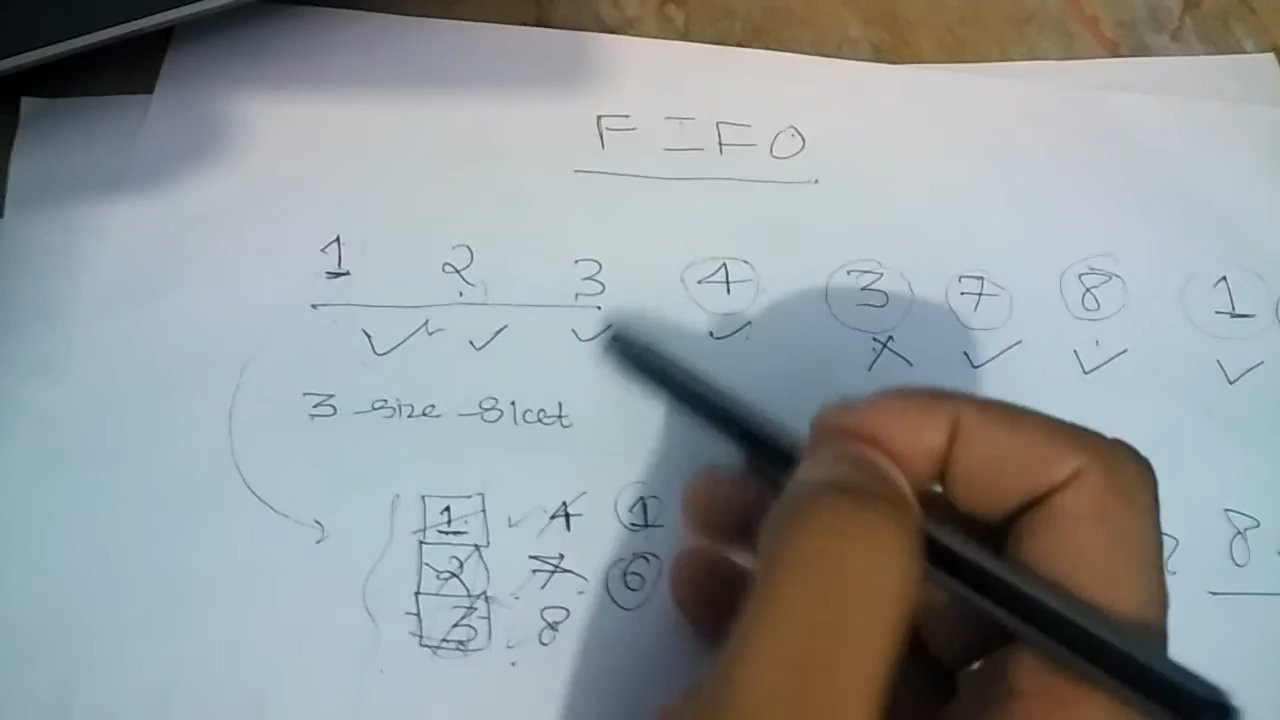 FIFO
1 2 3 4 3 7 8 1
3 -size -slcet
1 4 1
2 7 6 8
3 8